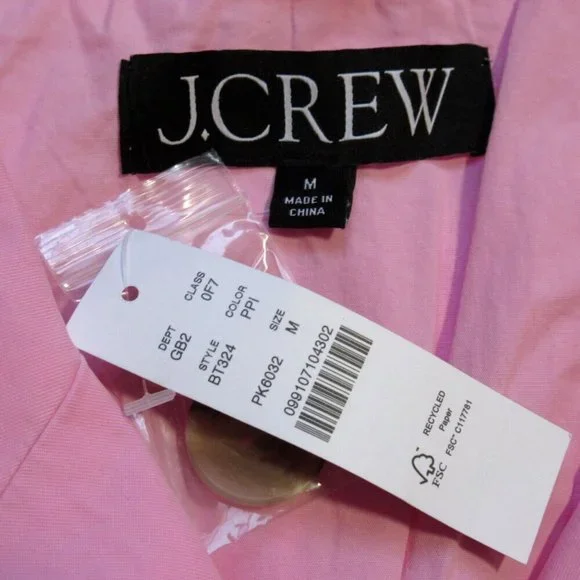 J.CREW
M
MADE IN
CHINA
DEPT
GB2
CLASS
0F7
STYLE
BT324
COLOR
PPI
PK6032
SIZE
M
099107104302
RECYCLED
Paper
FSC™ C117781
FSC